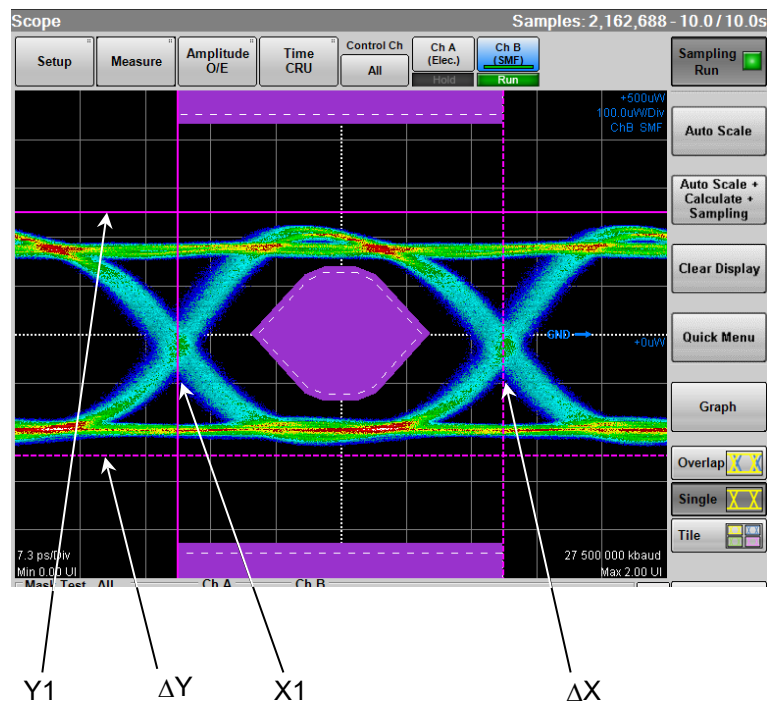 Scope Samples: 2,162,688 - 10.0 / 10.0s
Setup Measure Amplitude O/E Time CRU Control Ch All Ch A (Elec.) Hold Ch B (SMF) Run Sampling Run
+500uW
100.0uW/Div
ChB SMF
Auto Scale
Auto Scale +
Calculate +
Sampling
Clear Display
GND
+0uW
Quick Menu
Graph
Overlap
Single
Tile
7.3 ps/Div 27 500 000 kbaud
Min 0.00 UI Max 2.00 UI
Mask Test All Ch A Ch B
Y1 ΔY X1 ΔX